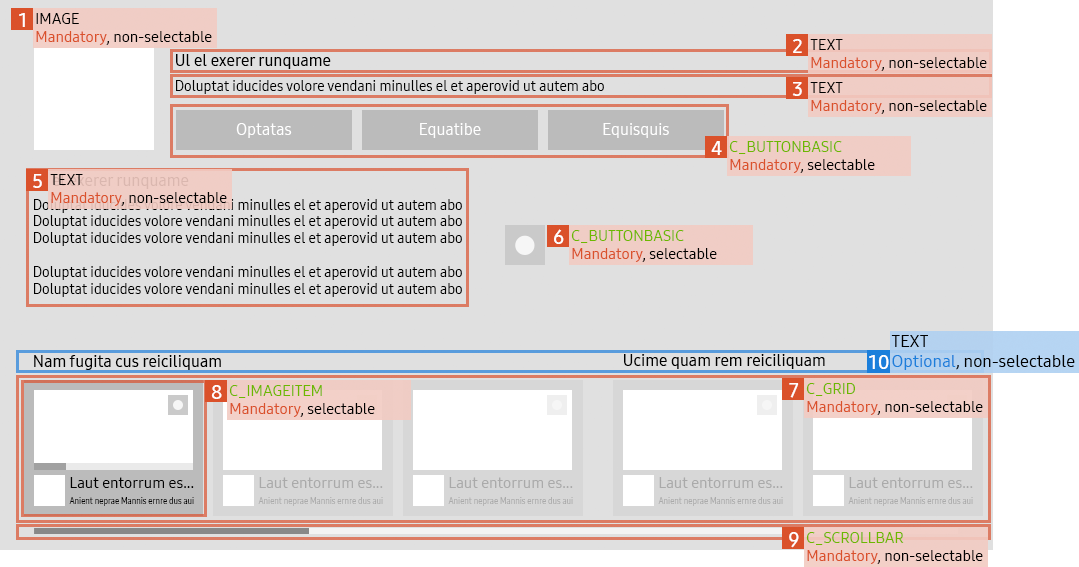 1 IMAGE
Mandatory, non-selectable
2 TEXT
Mandatory, non-selectable
Ul el exerer runquame
3 TEXT
Mandatory, non-selectable
Doluptat iducides volore vendani minulles el et aperovid ut autem abo
Optatas Equatibe Equisquis
4 C_BUTTONBASIC
Mandatory, selectable
5 TEXT
Mandatory, non-selectable
exerer runquame
Doluptat iducides volore vendani minulles el et aperovid ut autem abo
Doluptat iducides volore vendani minulles el et aperovid ut autem abo
Doluptat iducides volore vendani minulles el et aperovid ut autem abo
Doluptat iducides volore vendani minulles el et aperovid ut autem abo
Doluptat iducides volore vendani minulles el et aperovid ut autem abo
6 C_BUTTONBASIC
Mandatory, selectable
10 TEXT
Optional, non-selectable
Nam fugita cus reiciliquam Ucime quam rem reiciliquam
8 C_IMAGEITEM
Mandatory, selectable
7 C_GRID
Mandatory, non-selectable
Laut entorrum es... Laut entorrum es... Laut entorrum es... Laut entorrum es... Laut entorrum es...
Anient neprae Mannis ernre dus aui Anient neprae Mannis ernre dus aui Anient neprae Mannis ernre dus aui Anient neprae Mannis ernre dus aui Anient neprae Mannis ernre dus aui
9 C_SCROLLBAR
Mandatory, non-selectable